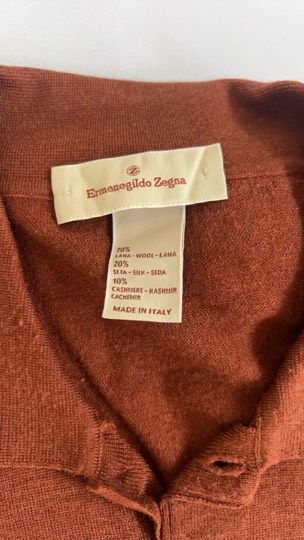 Ermenegildo Zegna
70%
LANA-WOOL-LANA
20%
SETA-SILK-SEDA
10%
CASHMERE-KASHMIR
CACHEMIR
MADE IN ITALY